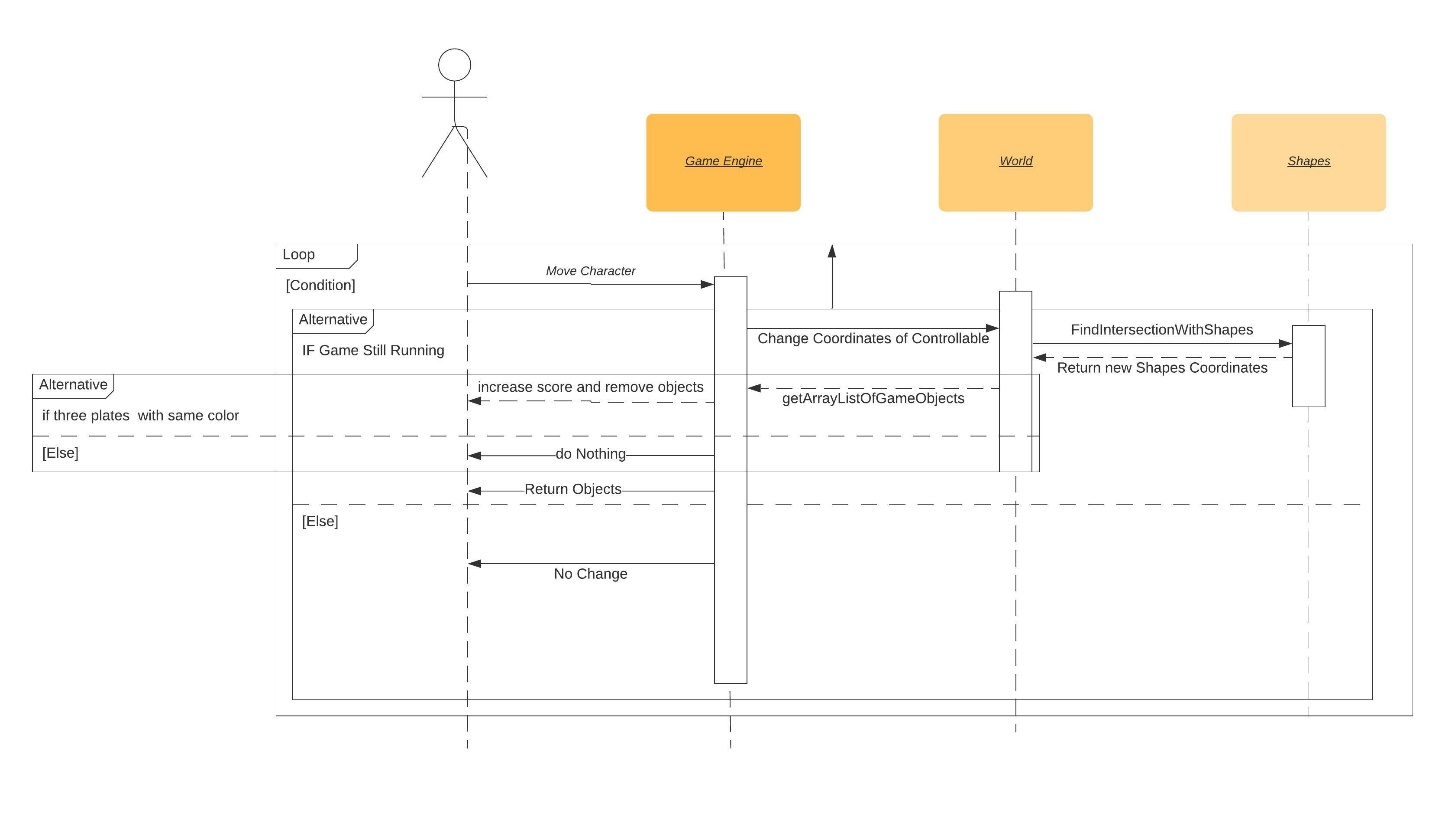 Game Engine
World
Shapes
Loop
[Condition]
Move Character
Alternative
IF Game Still Running
Change Coordinates of Controllable
FindIntersectionWithShapes
Return new Shapes Coordinates
Alternative
if three plates  with same color
increase score and remove objects
getArrayListOfGameObjects
[Else]
do Nothing
Return Objects
[Else]
No Change